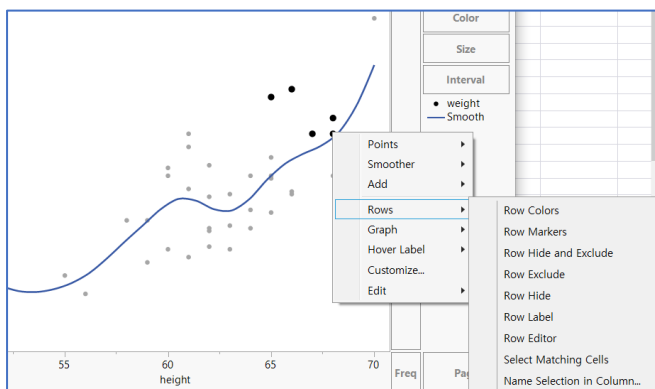 Color
Size
Interval
weight
Smooth
Points
Smoother
Add
Rows
Graph
Hover Label
Customize...
Edit
Row Colors
Row Markers
Row Hide and Exclude
Row Exclude
Row Hide
Row Label
Row Editor
Select Matching Cells
Name Selection in Column...
55
60
65
70
height
Freq